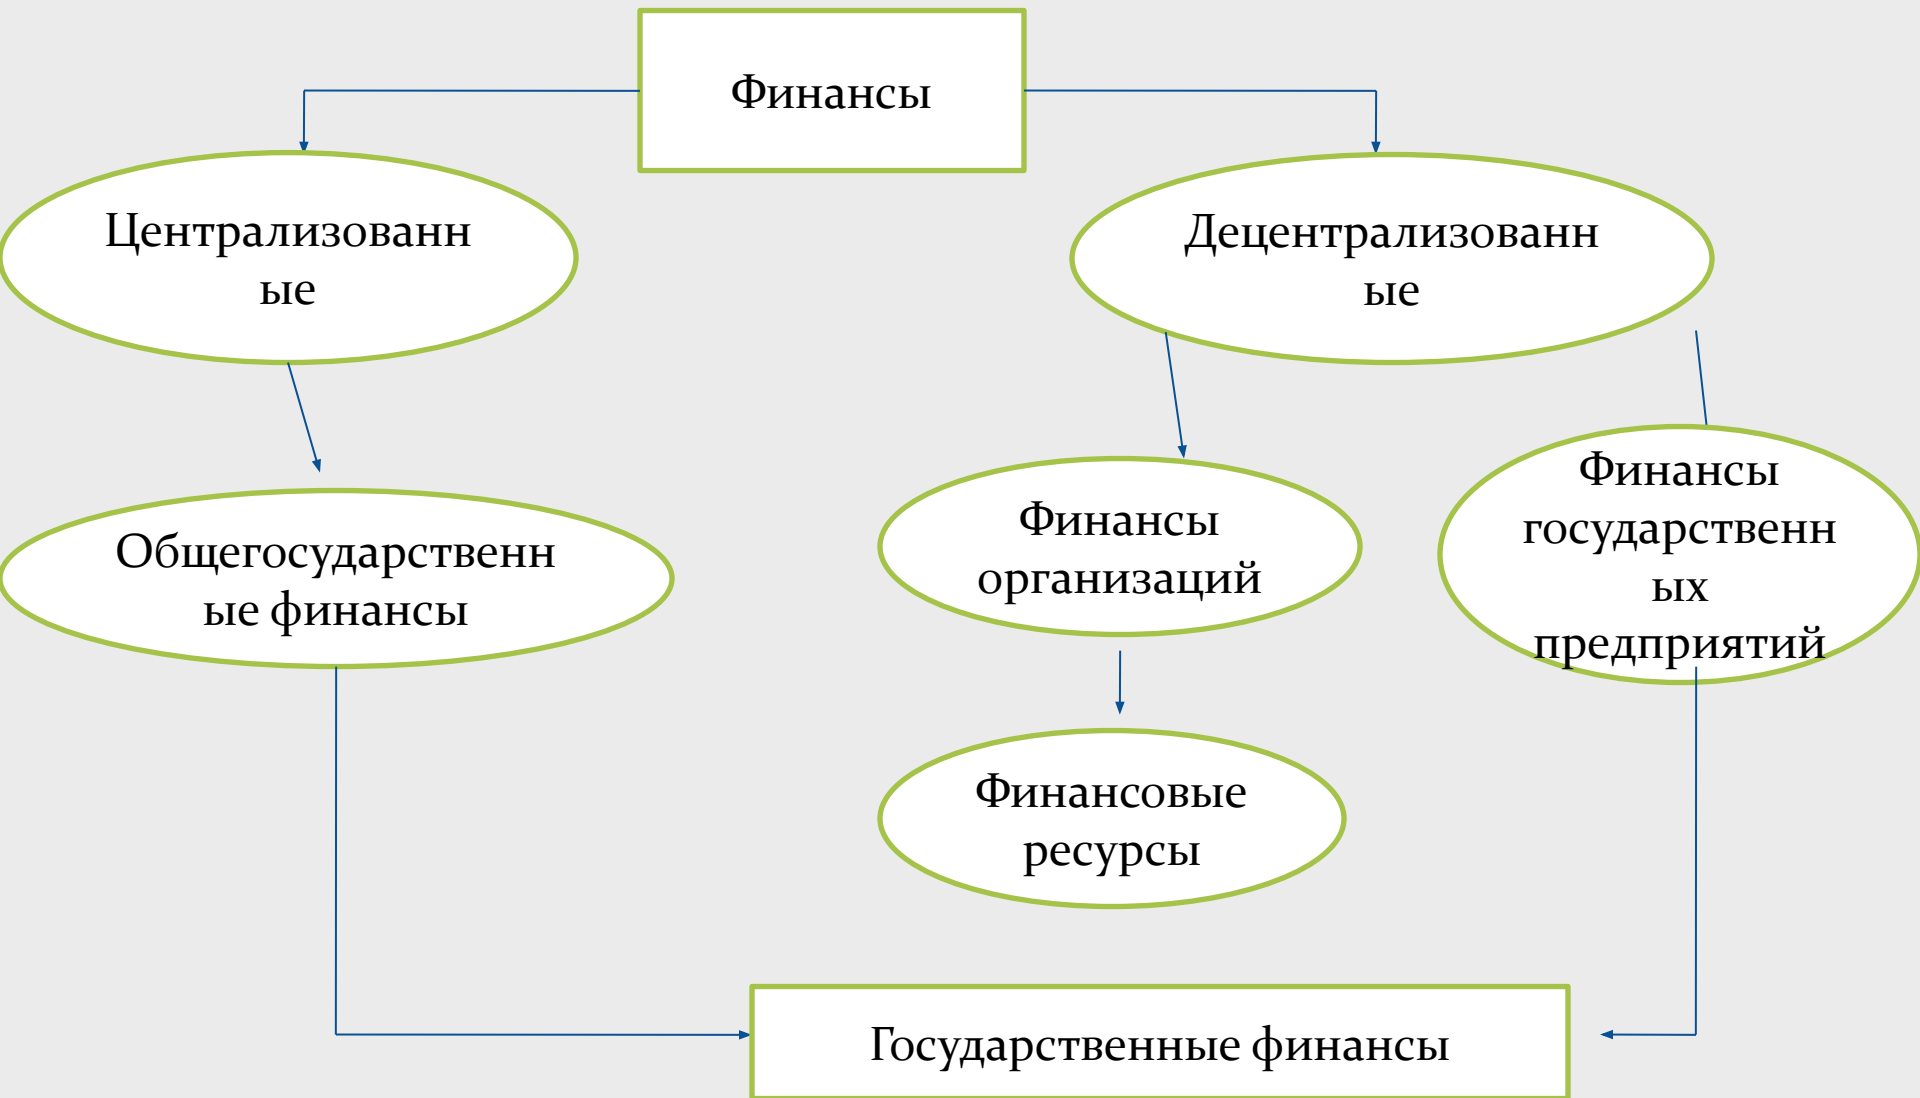 Финансы
Централизованн
ые
Децентрализованн
ые
Общегосударственн
ые финансы
Финансы
организаций
Финансы
государственн
ых
предприятий
Финансовые
ресурсы
Государственные финансы